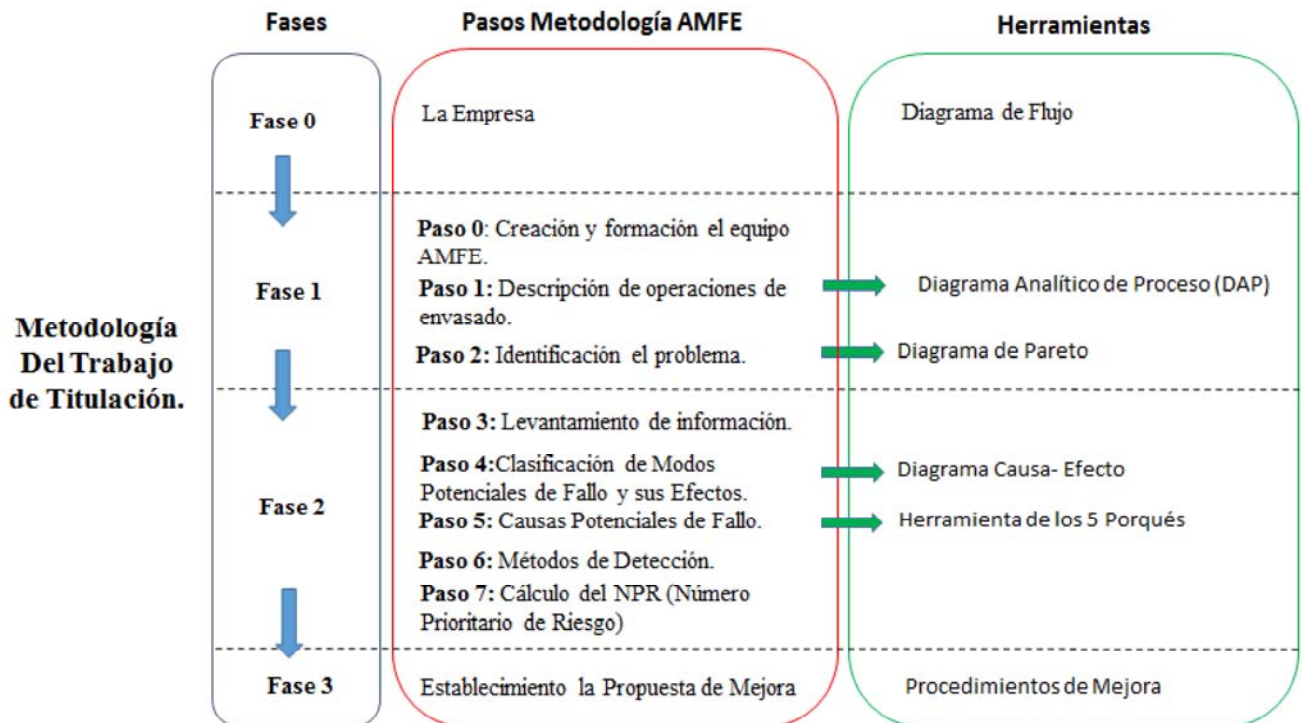 Fases
Pasos Metodología AMFE
Herramientas
Metodología
Del Trabajo
de Titulación.
Fase 0
La Empresa
Diagrama de Flujo
Fase 1
Paso 0: Creación y formación el equipo
AMFE.
Paso 1: Descripción de operaciones de
envasado.
Diagrama Analítico de Proceso (DAP)
Paso 2: Identificación el problema.
Diagrama de Pareto
Fase 2
Paso 3: Levantamiento de información.
Paso 4:Clasificación de Modos
Potenciales de Fallo y sus Efectos.
Diagrama Causa- Efecto
Paso 5: Causas Potenciales de Fallo.
Herramienta de los 5 Porqués
Paso 6: Métodos de Detección.
Paso 7: Cálculo del NPR (Número
Prioritario de Riesgo)
Fase 3
Establecimiento la Propuesta de Mejora
Procedimientos de Mejora